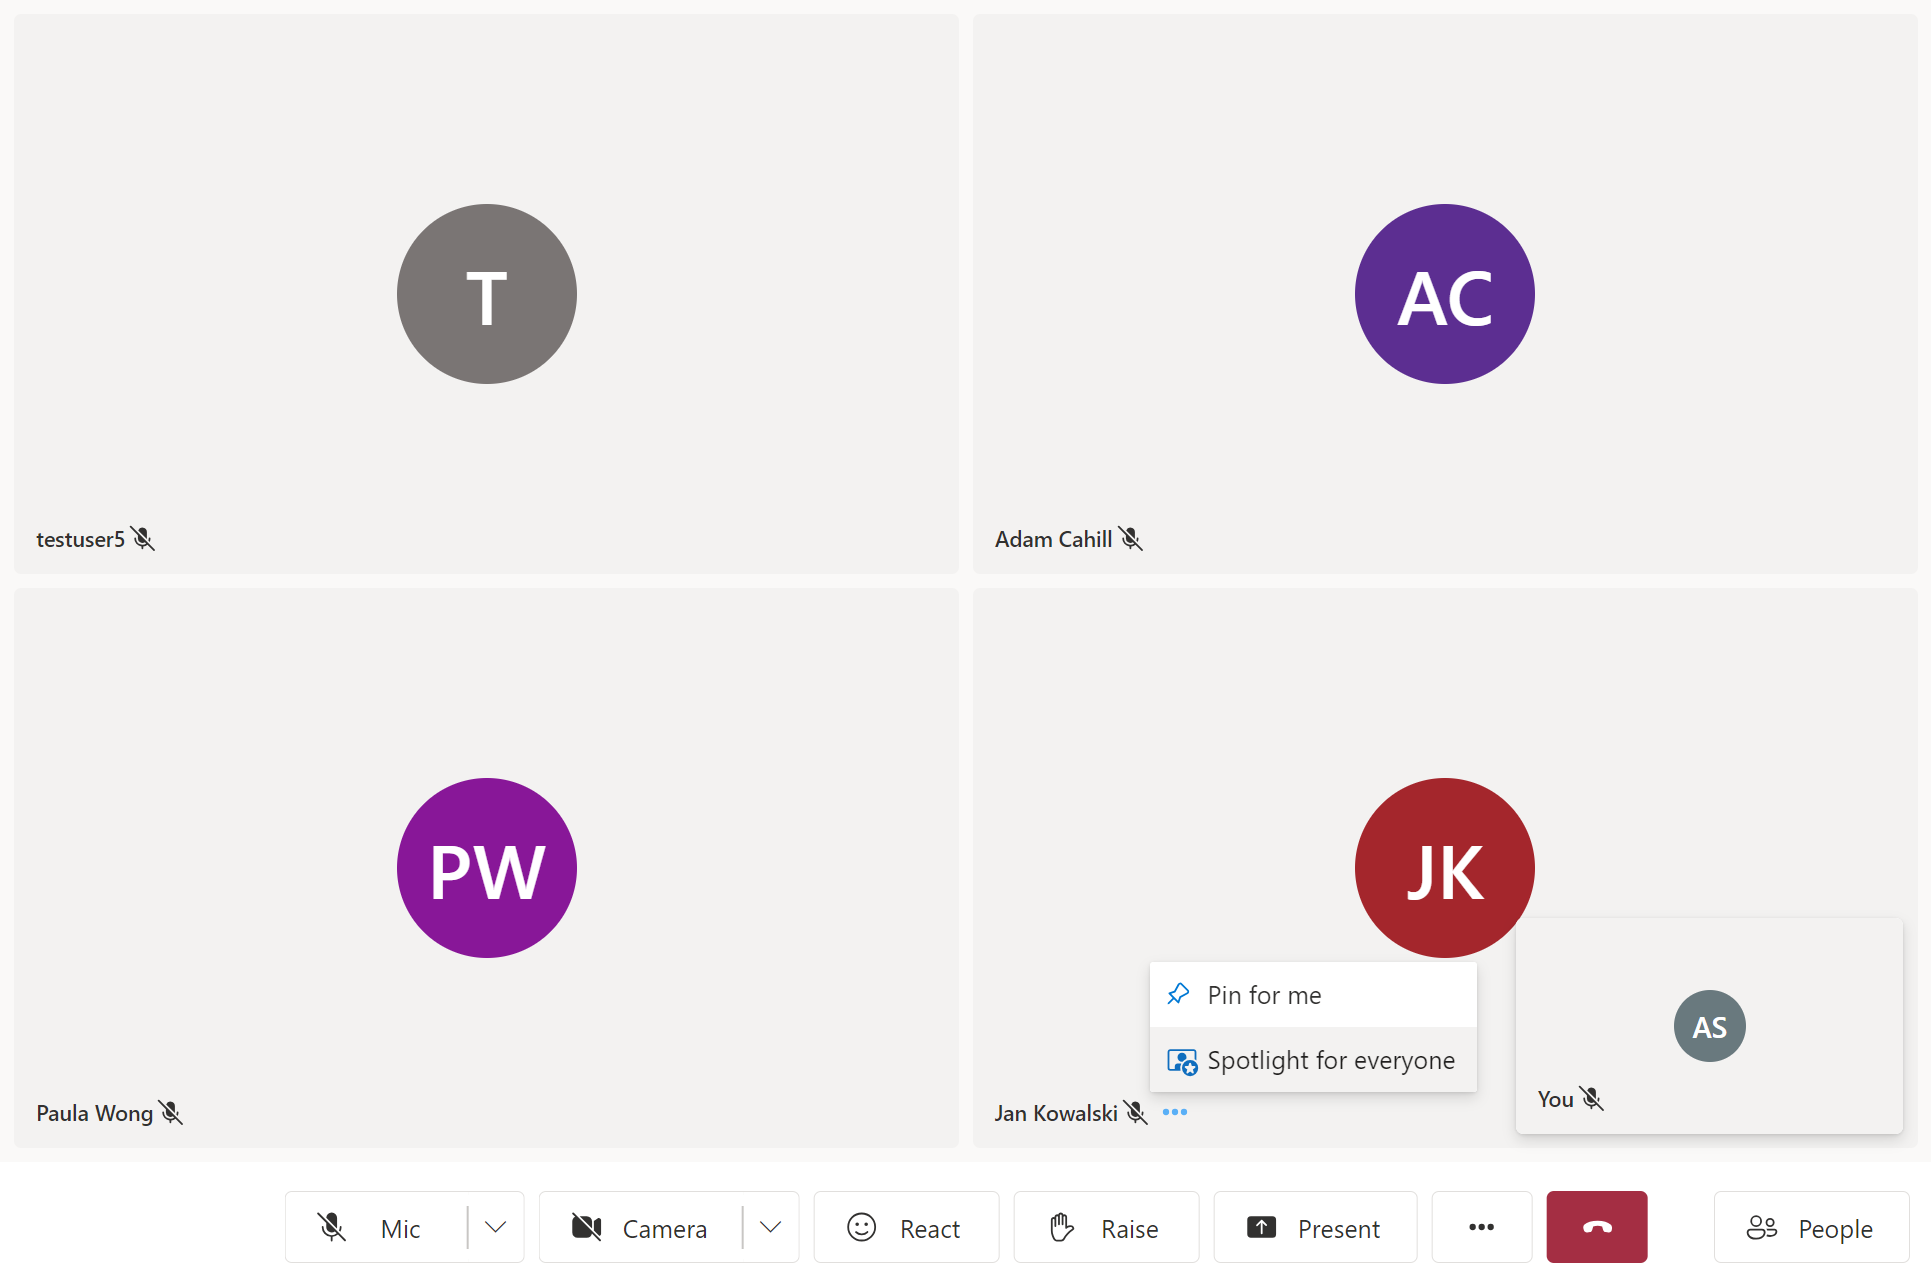 T
AC
testuser5
Adam Cahill
PW
JK
Pin for me
Spotlight for everyone
AS
Paula Wong
Jan Kowalski
You
Mic
Camera
React
Raise
Present
People